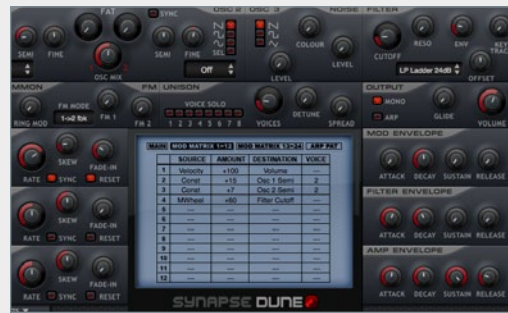 FAT
SYNC
OSC 2
OSC 3
NOISE
FILTER
SEMI
FINE
OSC MIX
SEMI
FINE
SEL
Off
COLOUR
LEVEL
LEVEL
CUTOFF
RESO
ENV
KEY
TRACK
LP Ladder 24dB
OFFSET
MMON
FM
UNISON
OUTPUT
RING MOD
FM MODE
1->2 fbk
FM 1
FM 2
VOICE SOLO
1 2 3 4 5 6 7 8
VOICES
DETUNE
SPREAD
MONO
ARP
GLIDE
VOLUME
MAIN
MOD MATRIX 1-12
MOD MATRIX 13-24
ARP PAT
SOURCE AMOUNT DESTINATION VOICE
1 Velocity +100 Volume ---
2 Const +15 Osc 1 Semi 2
3 Const +7 Osc 2 Semi 2
4 MWheel +60 Filter Cutoff ---
5 --- --- --- ---
6 --- --- --- ---
7 --- --- --- ---
8 --- --- --- ---
9 --- --- --- ---
10 --- --- --- ---
11 --- --- --- ---
12 --- --- --- ---
SKEW
RATE
SYNC
RESET
FADE-IN
SKEW
RATE
SYNC
RESET
FADE-IN
SKEW
RATE
SYNC
RESET
FADE-IN
MOD ENVELOPE
ATTACK DECAY SUSTAIN RELEASE
FILTER ENVELOPE
ATTACK DECAY SUSTAIN RELEASE
AMP ENVELOPE
ATTACK DECAY SUSTAIN RELEASE
SYNAPSE DUNE